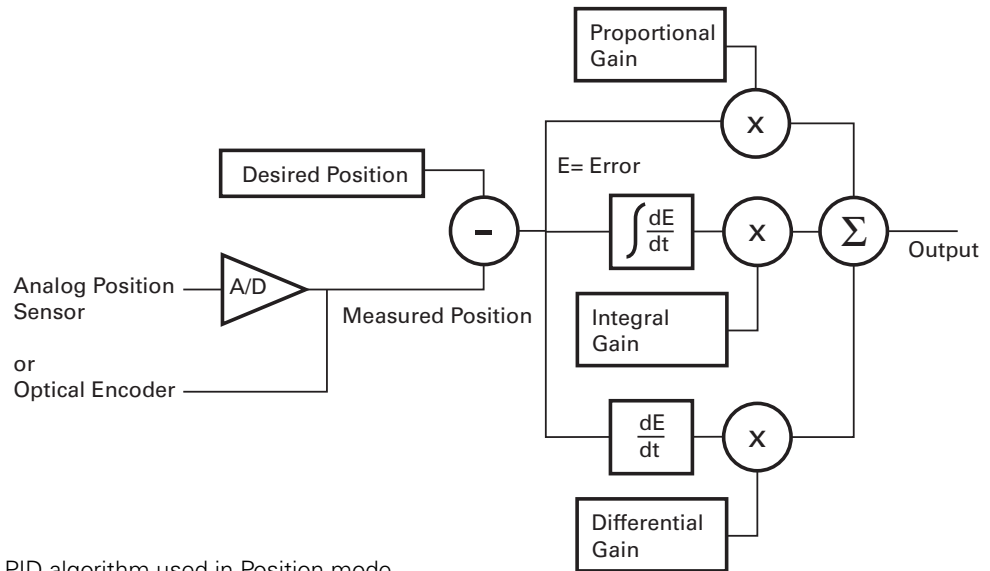 Proportional
Gain
X
Desired Position
E= Error
-
∫ dE
dt
X
Σ
Output
Analog Position
Sensor
A/D
Measured Position
Integral
Gain
or
Optical Encoder
dE
dt
X
Differential
Gain
PID algorithm used in Position mode